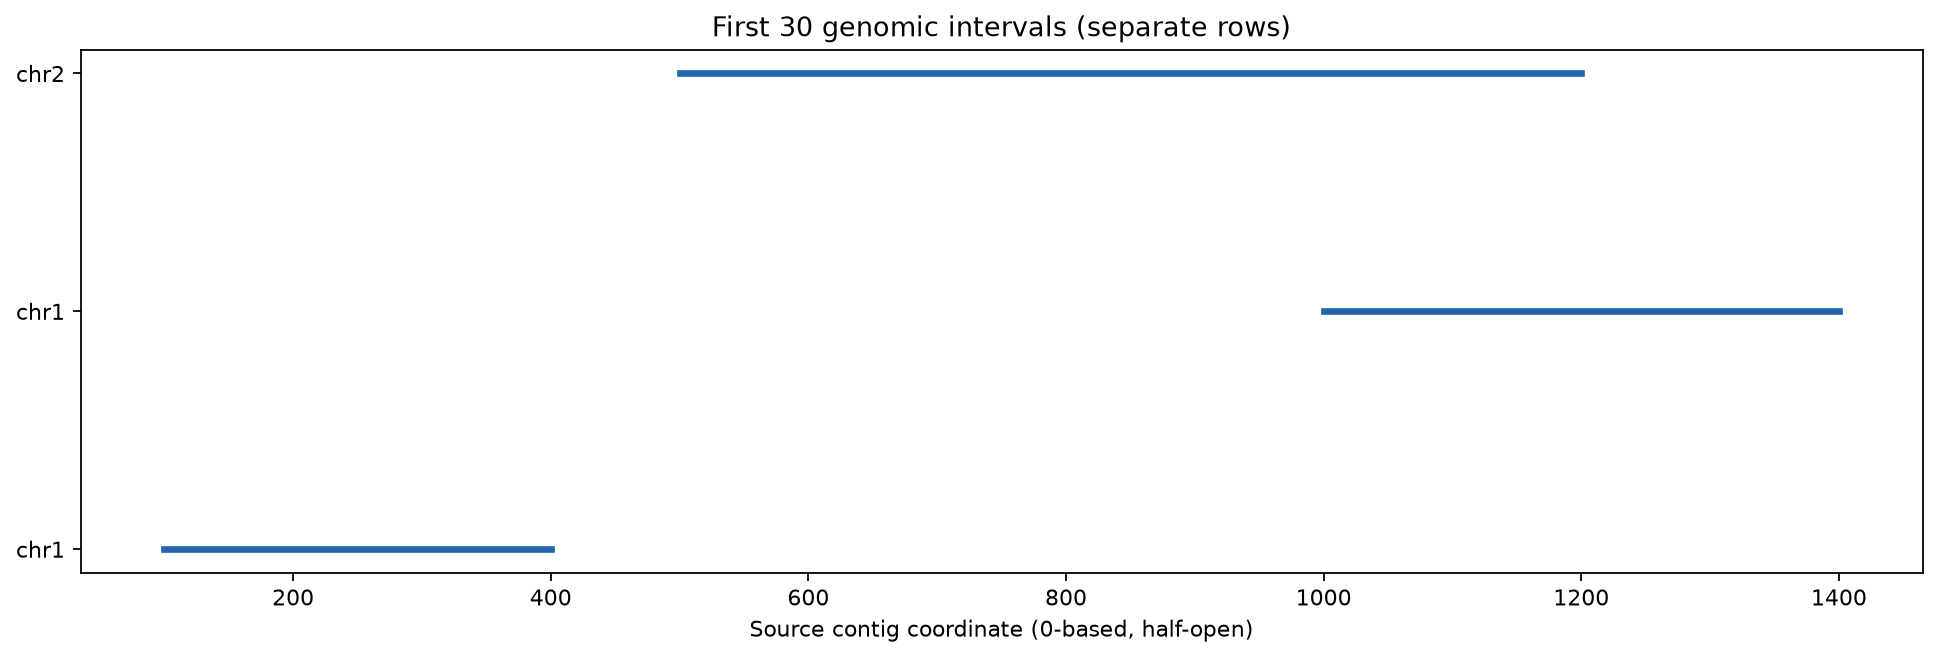 First 30 genomic intervals (separate rows)
chr2
chr1
chr1
200 400 600 800 1000 1200 1400
Source contig coordinate (0-based, half-open)